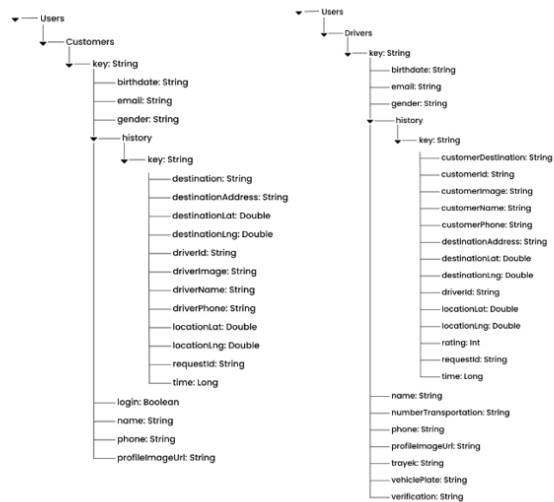 Users
Customers
key: String
birthdate: String
email: String
gender: String
history
key: String
destination: String
destinationAddress: String
destinationLat: Double
destinationLng: Double
driverId: String
driverImage: String
driverName: String
driverPhone: String
locationLat: Double
locationLng: Double
requestId: String
time: Long
login: Boolean
name: String
phone: String
profileImageUrl: String
Users
Drivers
key: String
birthdate: String
email: String
gender: String
history
key: String
customerDestination: String
customerId: String
customerImage: String
customerName: String
customerPhone: String
destinationAddress: String
destinationLat: Double
destinationLng: Double
driverId: String
locationLat: Double
locationLng: Double
rating: Int
requestId: String
time: Long
name: String
numberTransportation: String
phone: String
profileImageUrl: String
trayek: String
vehiclePlate: String
verification: String